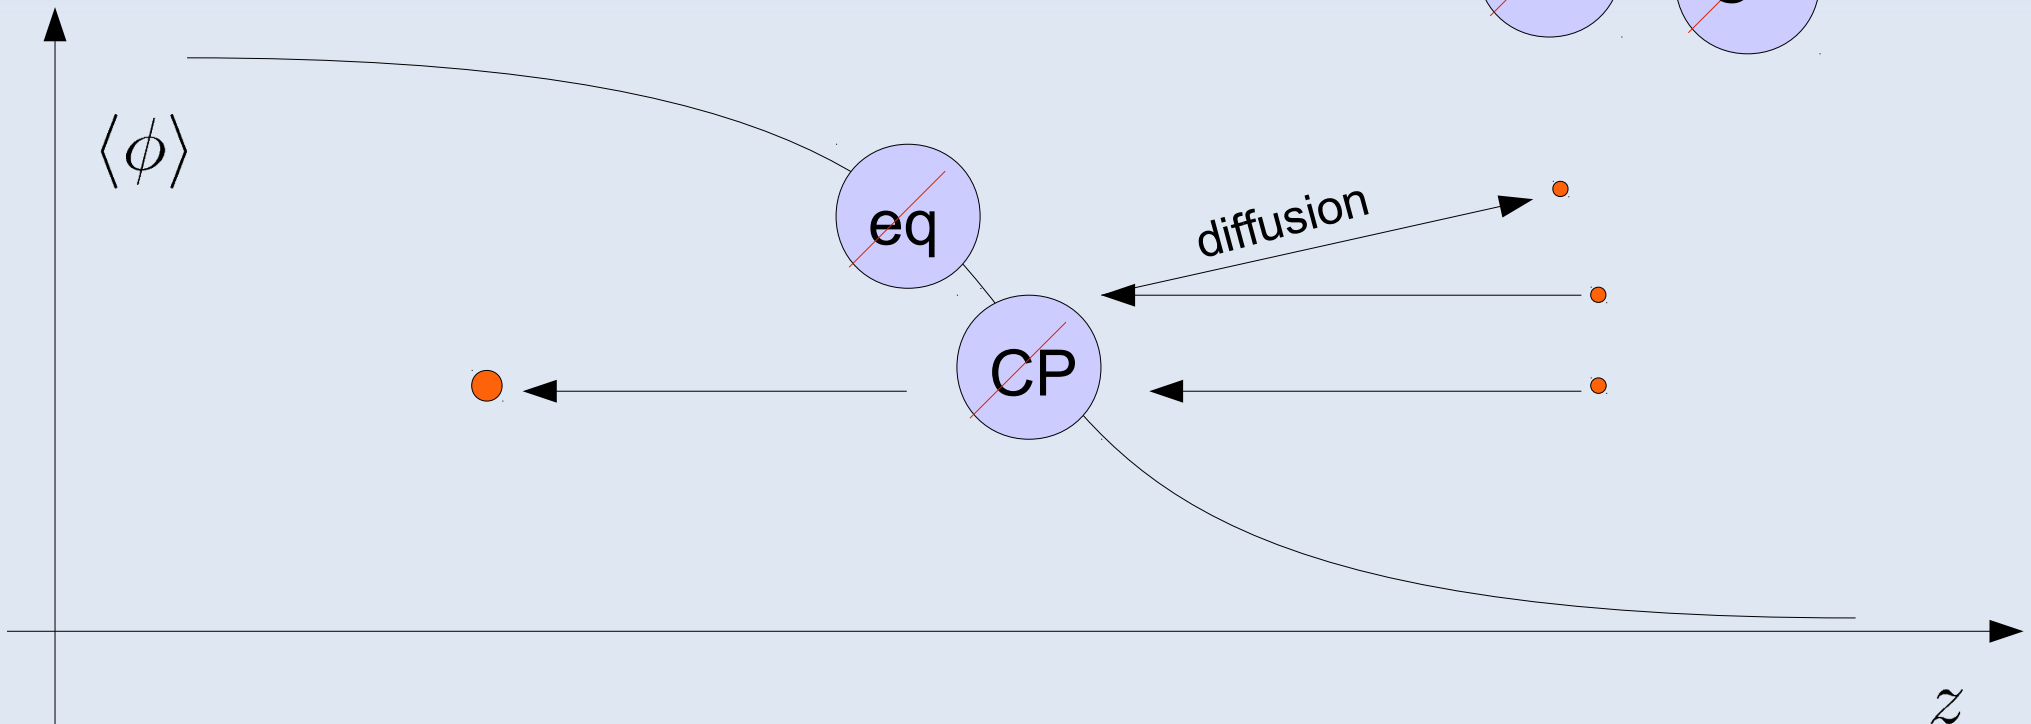 ⟨ϕ⟩
eq
diffusion
CP
z